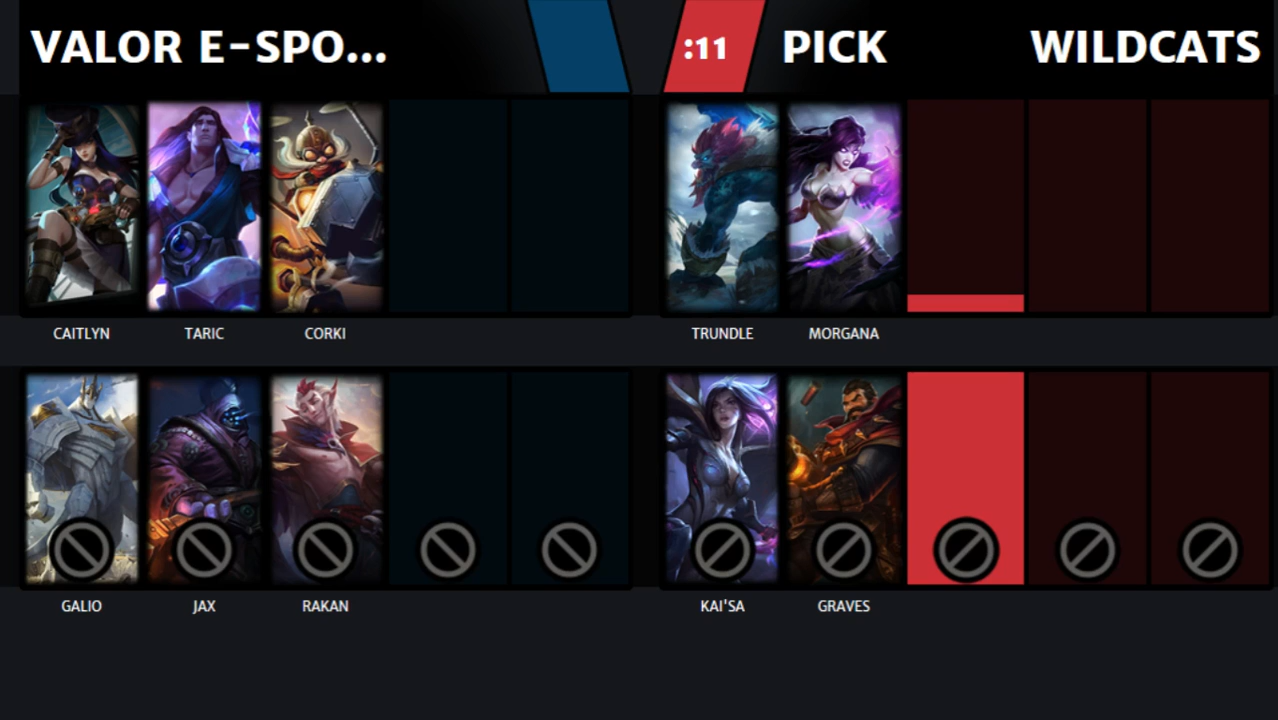 VALOR E-SPO...
:11 PICK WILDCATS
CAITLYN TARIC CORKI
TRUNDLE MORGANA
GALIO JAX RAKAN
KAI'SA GRAVES